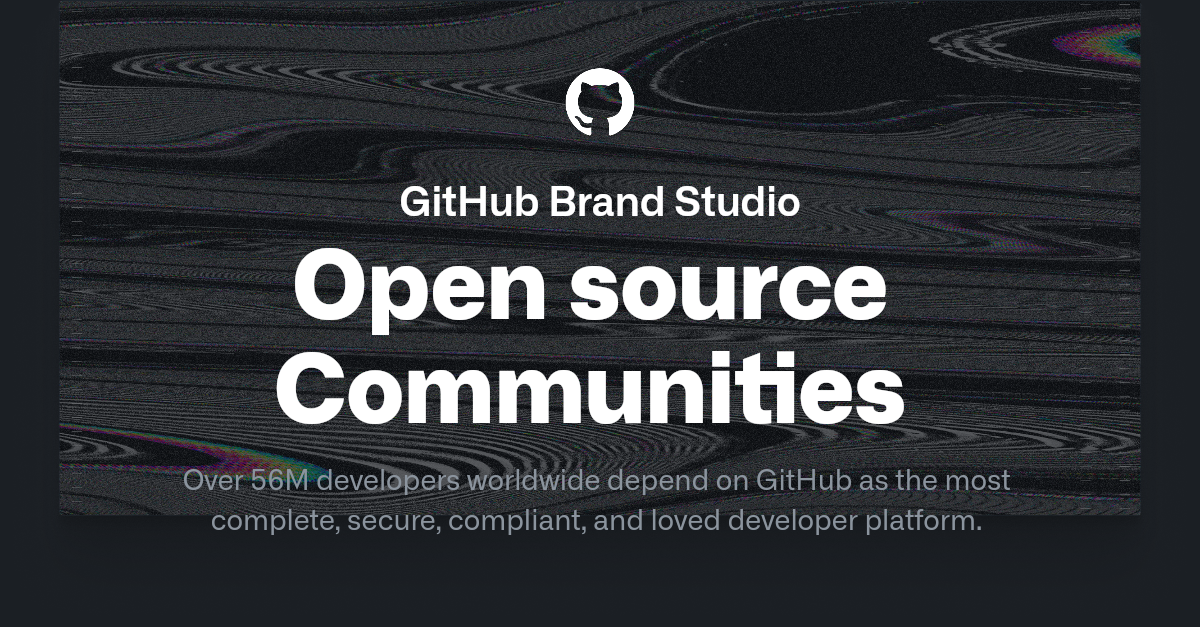 GitHub Brand Studio
Open source
Communities
Over 56M developers worldwide depend on GitHub as the most
complete, secure, compliant, and loved developer platform.